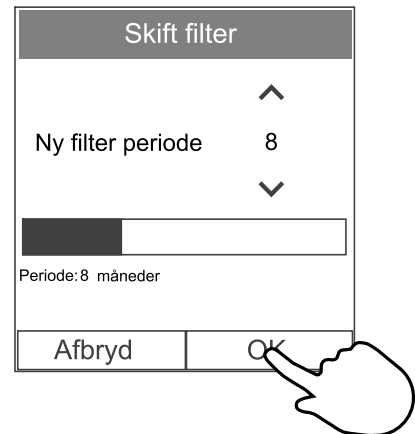 Skift filter
Ny filter periode 8
Periode: 8 måneder
Afbryd OK